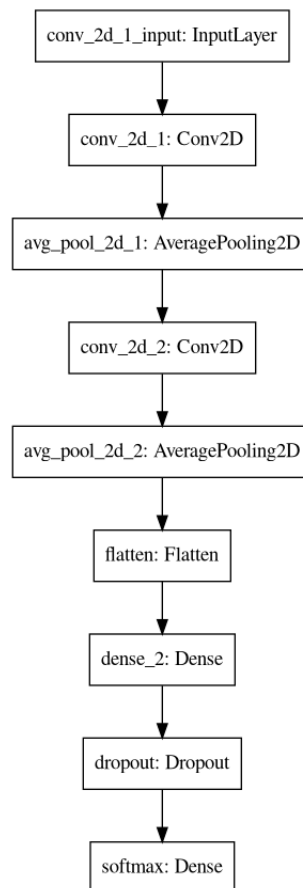 conv_2d_1_input: InputLayer
conv_2d_1: Conv2D
avg_pool_2d_1: AveragePooling2D
conv_2d_2: Conv2D
avg_pool_2d_2: AveragePooling2D
flatten: Flatten
dense_2: Dense
dropout: Dropout
softmax: Dense